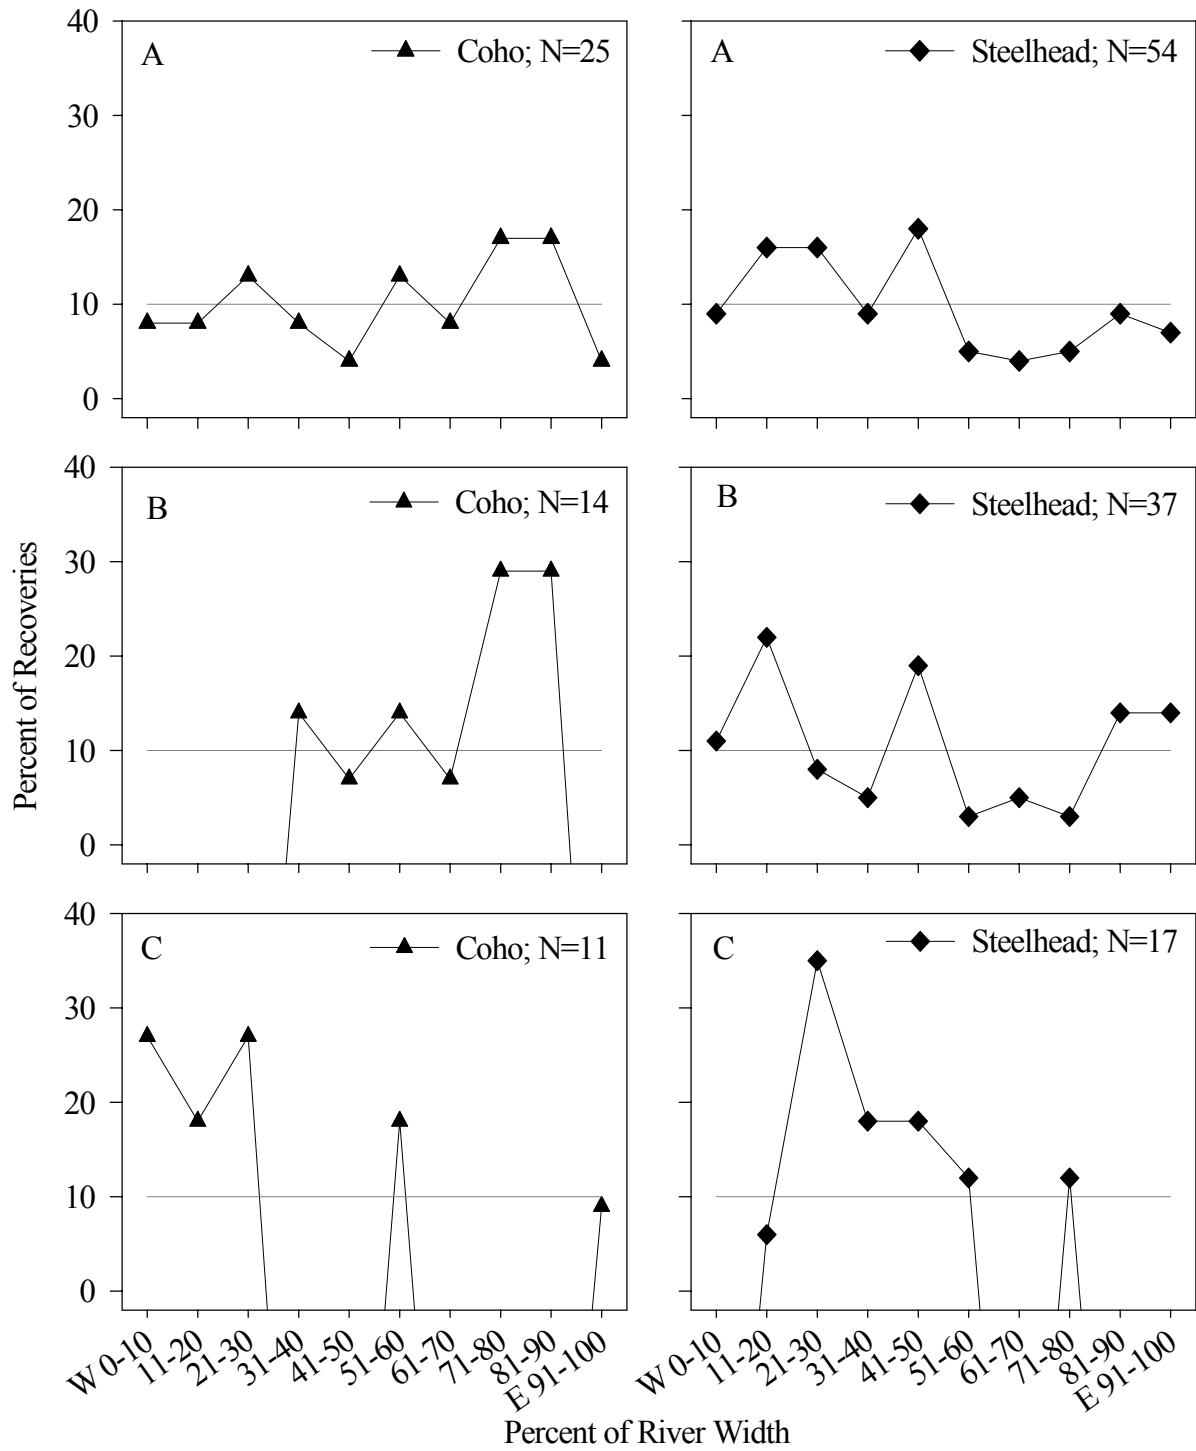 40
30
20
10
0
A
Coho; N=25
A
Steelhead; N=54
40
30
20
10
0
B
Coho; N=14
B
Steelhead; N=37
Percent of Recoveries
40
30
20
10
0
C
Coho; N=11
C
Steelhead; N=17
W 0-10
11-20
21-30
31-40
41-50
51-60
61-70
71-80
81-90
E 91-100
W 0-10
11-20
21-30
31-40
41-50
51-60
61-70
71-80
81-90
E 91-100
Percent of River Width